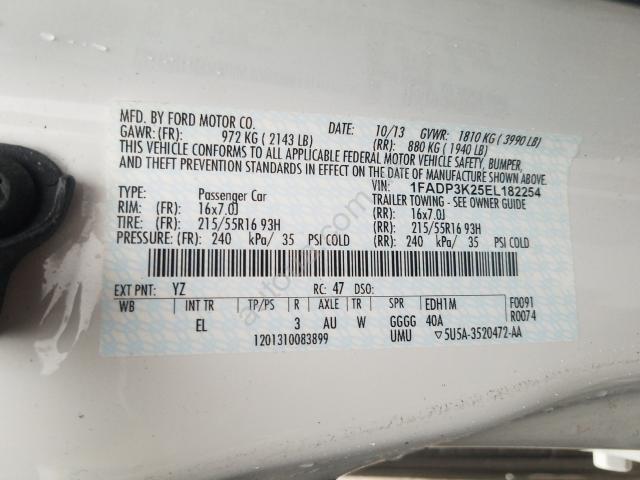 MFD. BY FORD MOTOR CO. DATE: 10/13 GVWR: 1810 KG (3990 LB)
GAWR: (FR): 972 KG (2143 LB) (RR): 880 KG (1940 LB)
THIS VEHICLE CONFORMS TO ALL APPLICABLE FEDERAL MOTOR VEHICLE SAFETY, BUMPER,
AND THEFT PREVENTION STANDARDS IN EFFECT ON THE DATE OF MANUFACTURE SHOWN ABOVE.
VIN: 1FADP3K25EL182254
TYPE: Passenger Car TRAILER TOWING - SEE OWNER GUIDE
RIM: (FR): 16x7.0J (RR): 16x7.0J
TIRE: (FR): 215/55R16 93H (RR): 215/55R16 93H
PRESSURE: (FR): 240 kPa/ 35 PSI COLD (RR): 240 kPa/ 35 PSI COLD
EXT PNT: YZ RC: 47 DSO:
WB INT TR TP/PS R AXLE TR SPR EDH1M F0091
EL 3 AU W GGGG 40A R0074
1201310083899 UMU ▽5U5A-3520472-AA